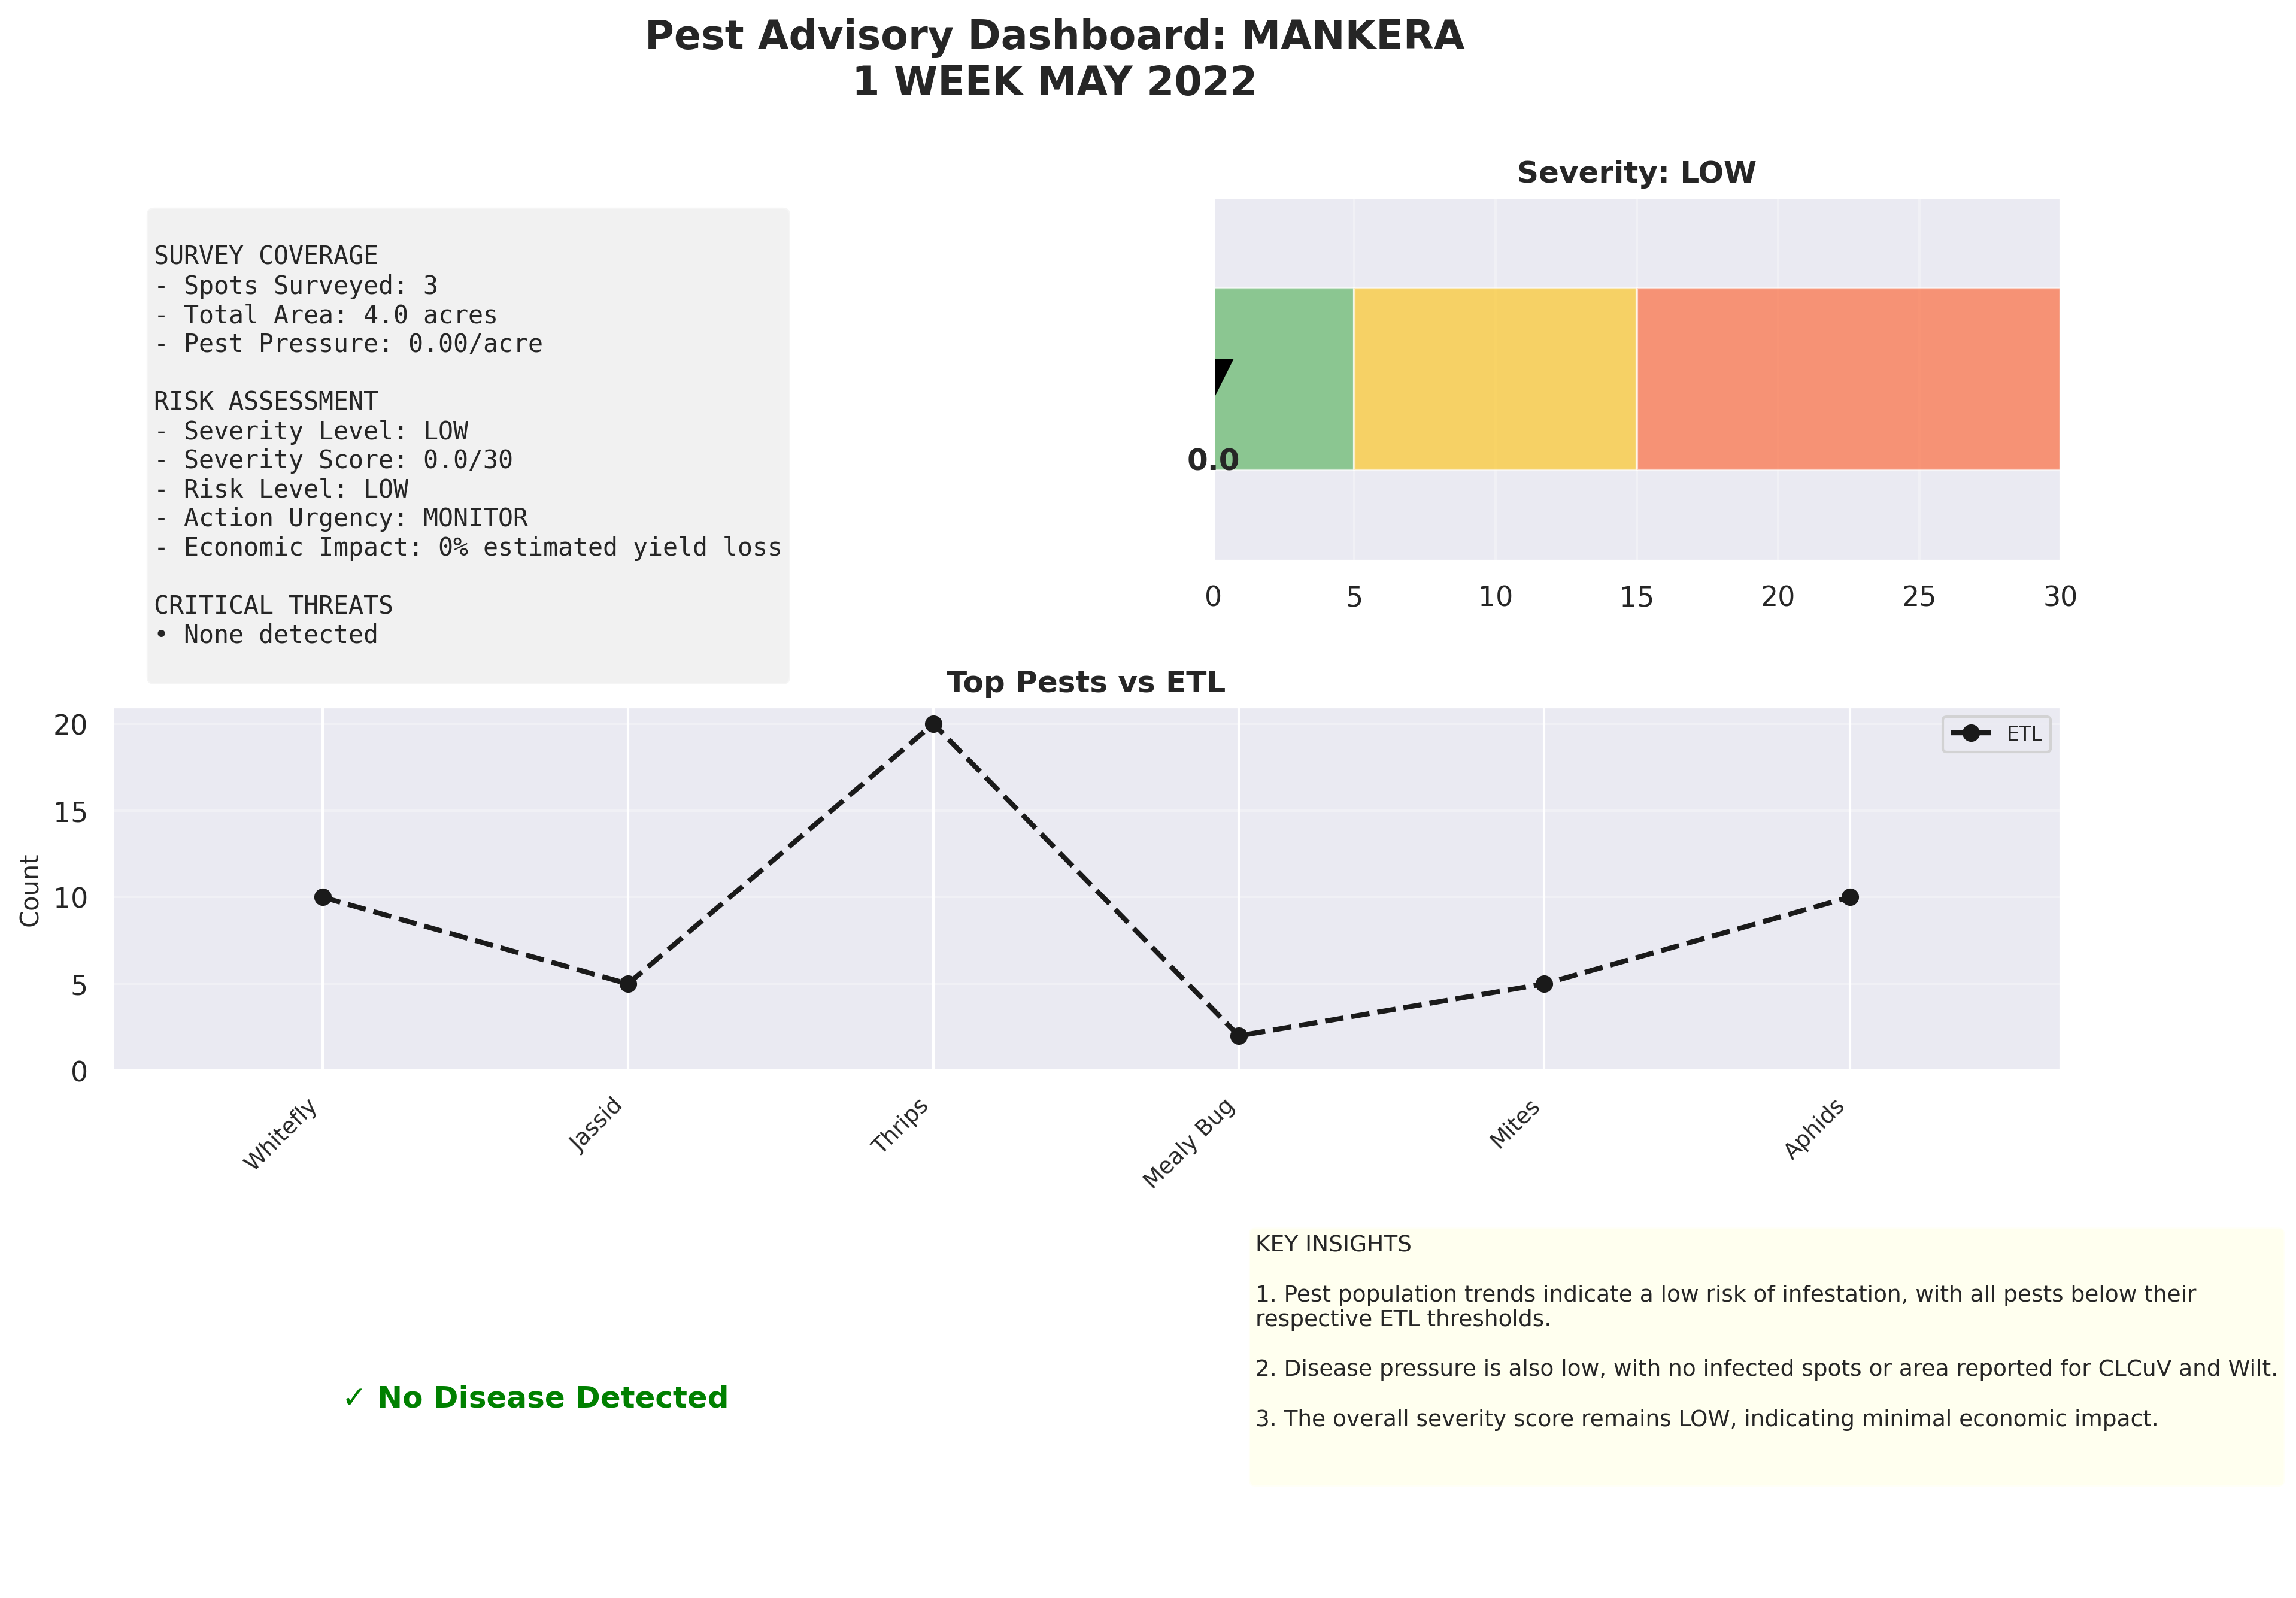 Pest Advisory Dashboard: MANKERA
1 WEEK MAY 2022
SURVEY COVERAGE
- Spots Surveyed: 3
- Total Area: 4.0 acres
- Pest Pressure: 0.00/acre
RISK ASSESSMENT
- Severity Level: LOW
- Severity Score: 0.0/30
- Risk Level: LOW
- Action Urgency: MONITOR
- Economic Impact: 0% estimated yield loss
CRITICAL THREATS
• None detected
Severity: LOW
0.0
0 5 10 15 20 25 30
Top Pests vs ETL
ETL
Count
20
15
10
5
0
Whitefly
Jassid
Thrips
Mealy Bug
Mites
Aphids
✓ No Disease Detected
KEY INSIGHTS
1. Pest population trends indicate a low risk of infestation, with all pests below their
respective ETL thresholds.
2. Disease pressure is also low, with no infected spots or area reported for CLCuV and Wilt.
3. The overall severity score remains LOW, indicating minimal economic impact.